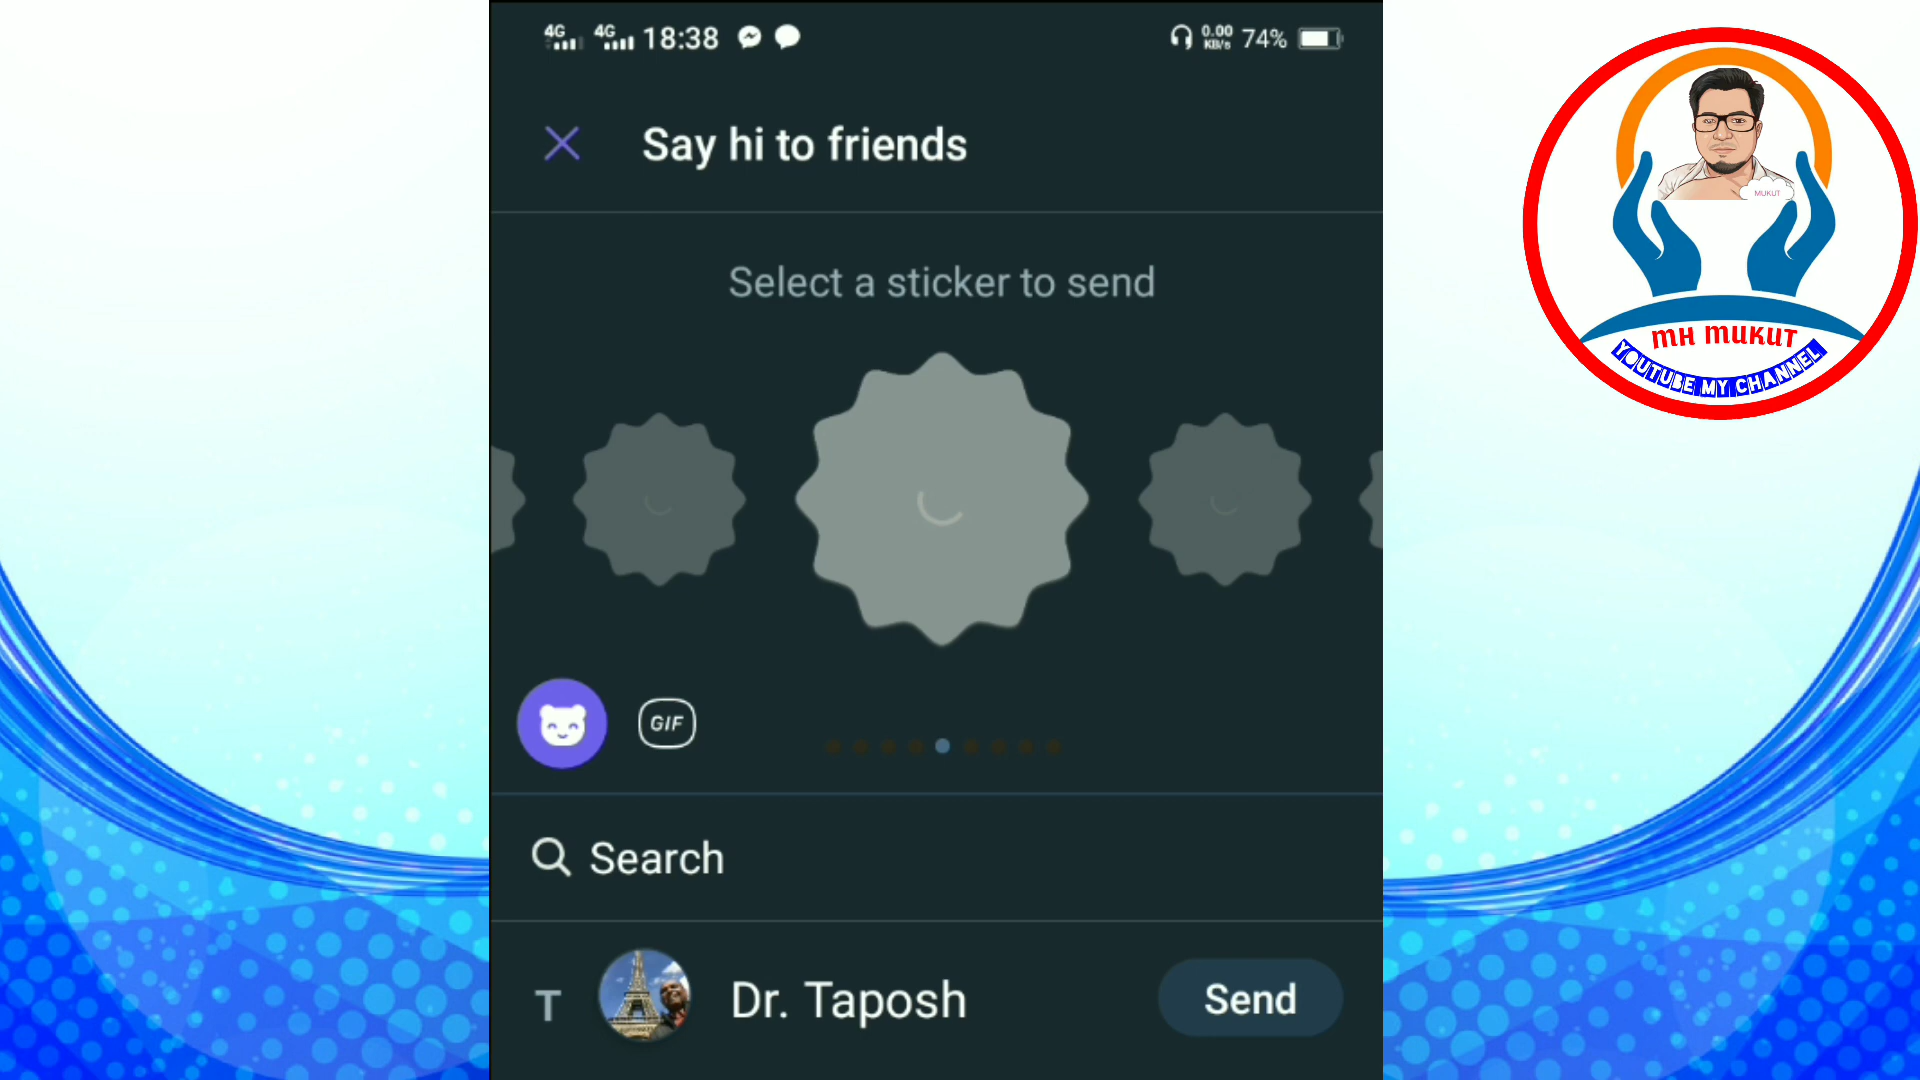 4G 4G 18:38 0.00 KB/s 74%
Say hi to friends
Select a sticker to send
GIF
Search
T Dr. Taposh Send
MUKUT
MH MUKUT
YOUTUBE MY CHANNEL